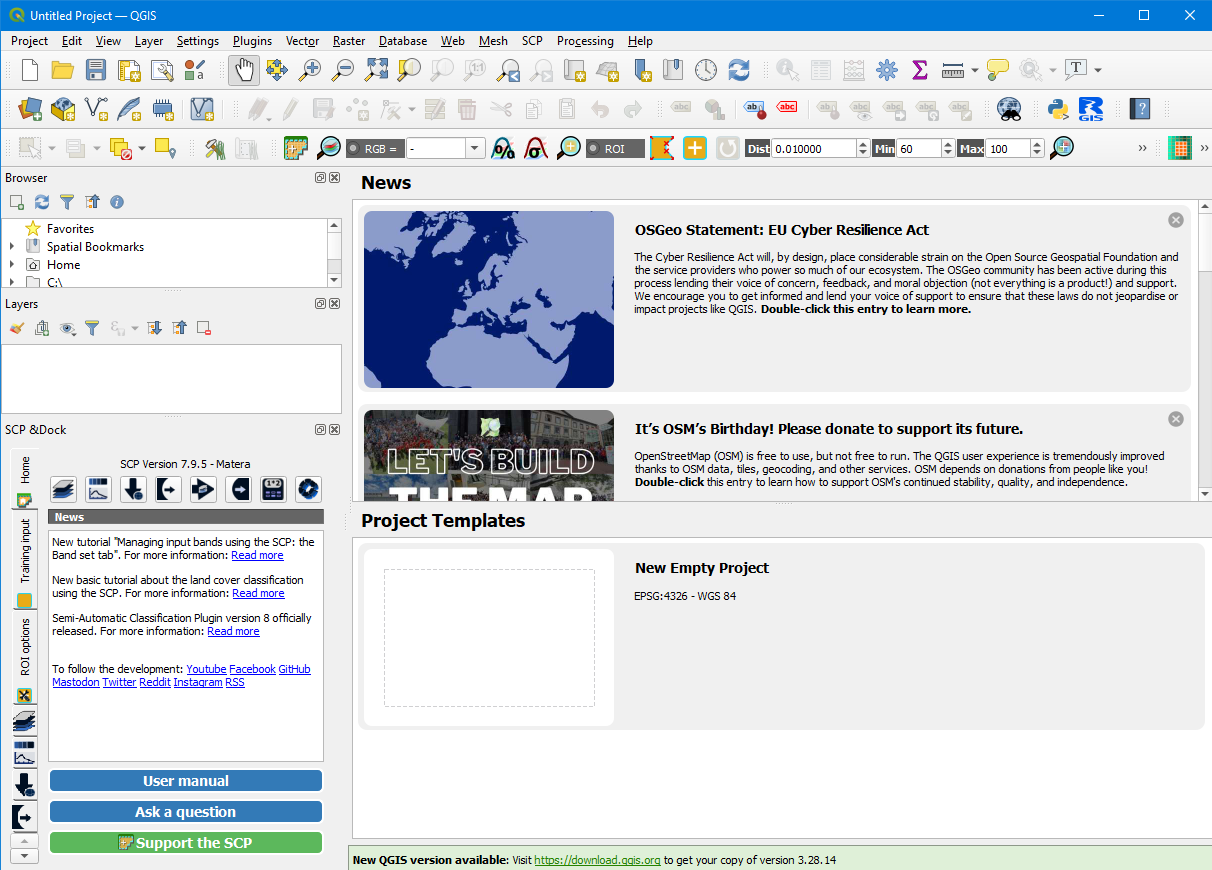 Untitled Project — QGIS
Project Edit View Layer Settings Plugins Vector Raster Database Web Mesh SCP Processing Help
RGB = - ROI Dist 0.010000 Min 60 Max 100
Browser
Favorites
Spatial Bookmarks
Home
C:\
Layers
SCP &Dock
Home
Training input
ROI options
SCP Version 7.9.5 - Matera
News
New tutorial "Managing input bands using the SCP: the
Band set tab". For more information: Read more
New basic tutorial about the land cover classification
using the SCP. For more information: Read more
Semi-Automatic Classification Plugin version 8 officially
released. For more information: Read more
To follow the development: Youtube Facebook GitHub
Mastodon Twitter Reddit Instagram RSS
User manual
Ask a question
Support the SCP
News
OSGeo Statement: EU Cyber Resilience Act
The Cyber Resilience Act will, by design, place considerable strain on the Open Source Geospatial Foundation and
the service providers who power so much of our ecosystem. The OSGeo community has been active during this
process lending their voice of concern, feedback, and moral objection (not everything is a product!) and support.
We encourage you to get informed and lend your voice of support to ensure that these laws do not jeopardise or
impact projects like QGIS. Double-click this entry to learn more.
LET'S BUILD
THE MAP
It's OSM's Birthday! Please donate to support its future.
OpenStreetMap (OSM) is free to use, but not free to run. The QGIS user experience is tremendously improved
thanks to OSM data, tiles, geocoding, and other services. OSM depends on donations from people like you!
Double-click this entry to learn how to support OSM's continued stability, quality, and independence.
Project Templates
New Empty Project
EPSG:4326 - WGS 84
New QGIS version available: Visit https://download.qgis.org to get your copy of version 3.28.14